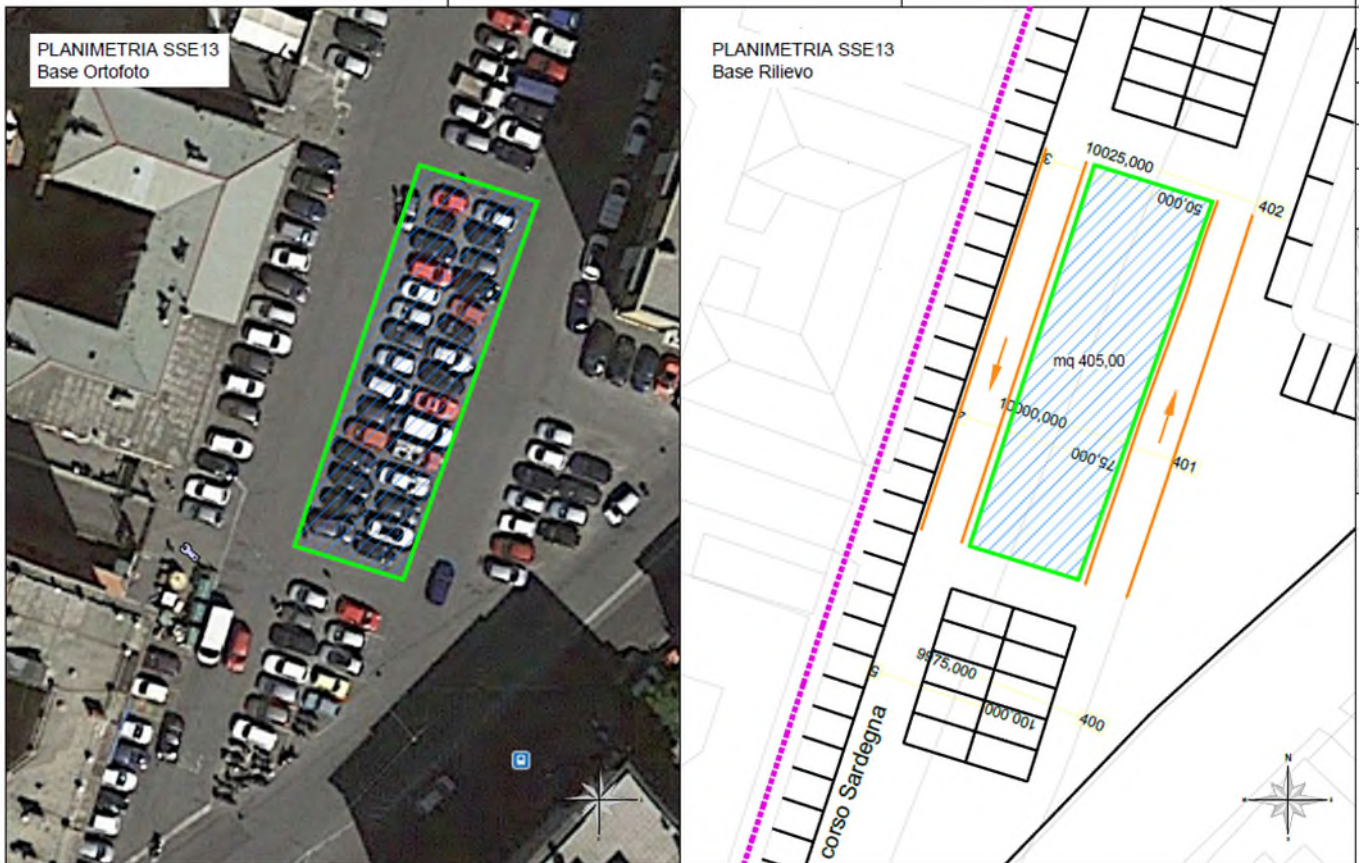 PLANIMETRIA SSE13
Base Ortofoto
PLANIMETRIA SSE13
Base Rilievo
3
10025,000
50,000
402
mq 405,00
4
10000,000
75,000
401
5
9975,000
100,000
400
corso Sardegna
N